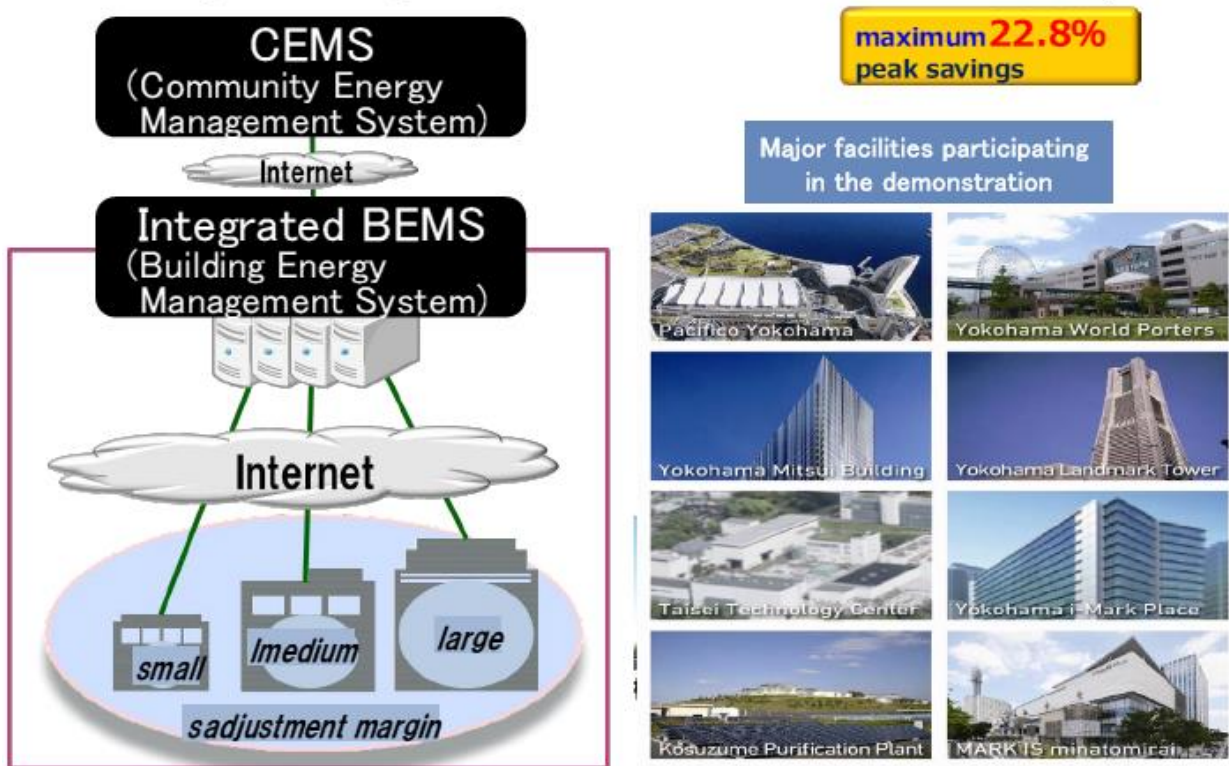 CEMS
(Community Energy
Management System)
Internet
Integrated BEMS
(Building Energy
Management System)
Internet
small
lmedium
large
sadjustment margin
maximum 22.8%
peak savings
Major facilities participating
in the demonstration
Pacifico Yokohama
Yokohama World Porters
Yokohama Mitsui Building
Yokohama Landmark Tower
Taisei Technology Center
Yokohama i-Mark Place
Kosuzume Purification Plant
MARK IS minatomirai